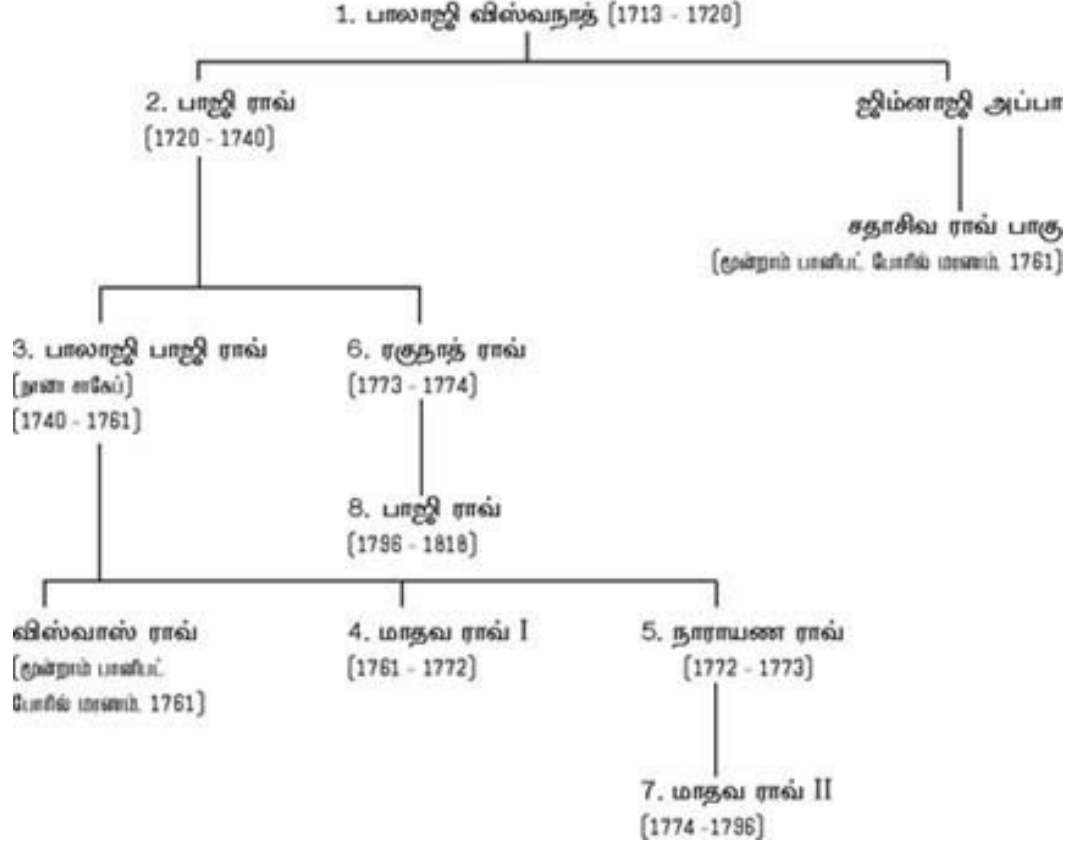 1. பாலாஜி விஸ்வநாத் (1713 - 1720)
2. பாஜி ராவ்
(1720 - 1740)
ஜிம்னாஜி அப்பா
சதாசிவ ராவ் பாகு
(மூன்றாம் பானிபட் போரில் மரணம், 1761)
3. பாலாஜி பாஜி ராவ்
(நானா சாகேப்)
(1740 - 1761)
6. ரகுநாத் ராவ்
(1773 - 1774)
8. பாஜி ராவ்
(1796 - 1818)
விஸ்வாஸ் ராவ்
(மூன்றாம் பானிபட்
போரில் மரணம், 1761)
4. மாதவ ராவ் I
(1761 - 1772)
5. நாராயண ராவ்
(1772 - 1773)
7. மாதவ ராவ் II
(1774 -1796)